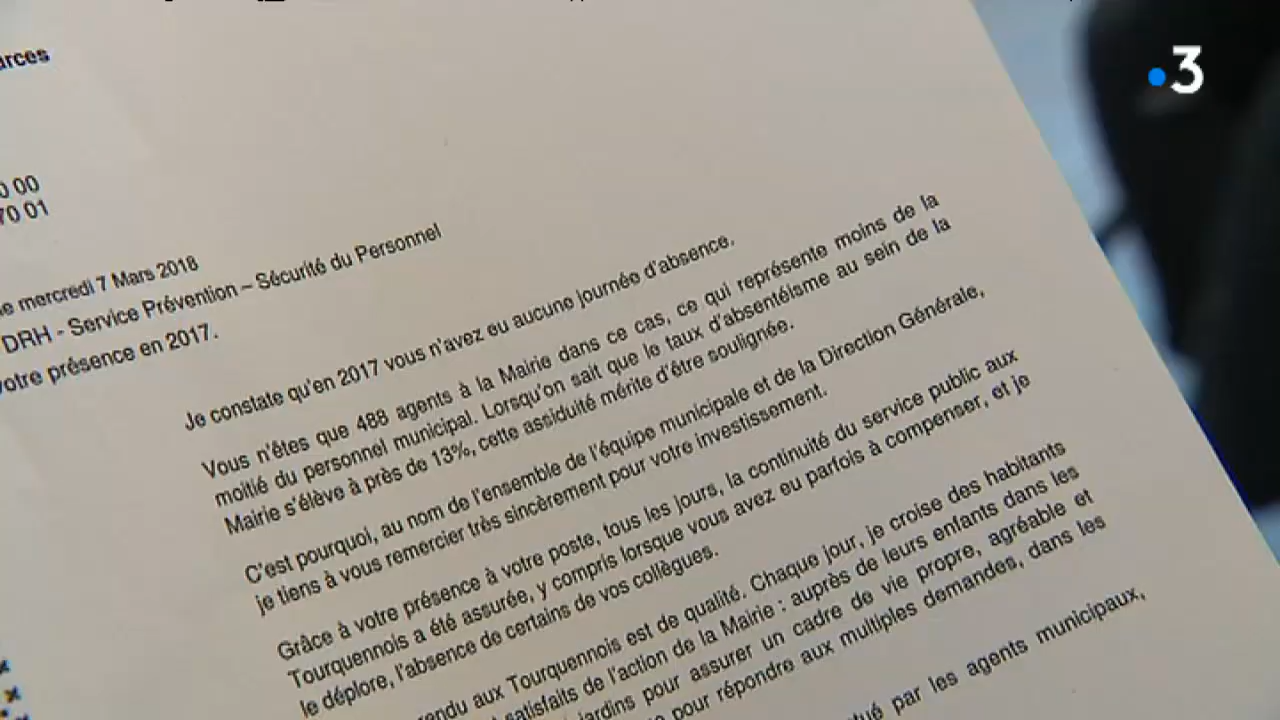 3
0 00
70 01
mercredi 7 Mars 2018
DRH - Service Prévention – Sécurité du Personnel
votre présence en 2017.
Je constate qu'en 2017 vous n'avez eu aucune journée d'absence.
Vous n'êtes que 488 agents à la Mairie dans ce cas, ce qui représente moins de la
moitié du personnel municipal. Lorsqu'on sait que le taux d'absentéisme au sein de la
Mairie s'élève à près de 13%, cette assiduité mérite d'être soulignée.
C'est pourquoi, au nom de l'ensemble de l'équipe municipale et de la Direction Générale,
je tiens à vous remercier très sincèrement pour votre investissement.
Grâce à votre présence à votre poste, tous les jours, la continuité du service public aux
Tourquennois a été assurée, y compris lorsque vous avez eu parfois à compenser, et je
le déplore, l'absence de certains de vos collègues.
rendu aux Tourquennois est de qualité. Chaque jour, je croise des habitants
satisfaits de l'action de la Mairie : auprès de leurs enfants dans les
jardins pour assurer un cadre de vie propre, agréable et
pour répondre aux multiples demandes, dans les
par les agents municipaux,